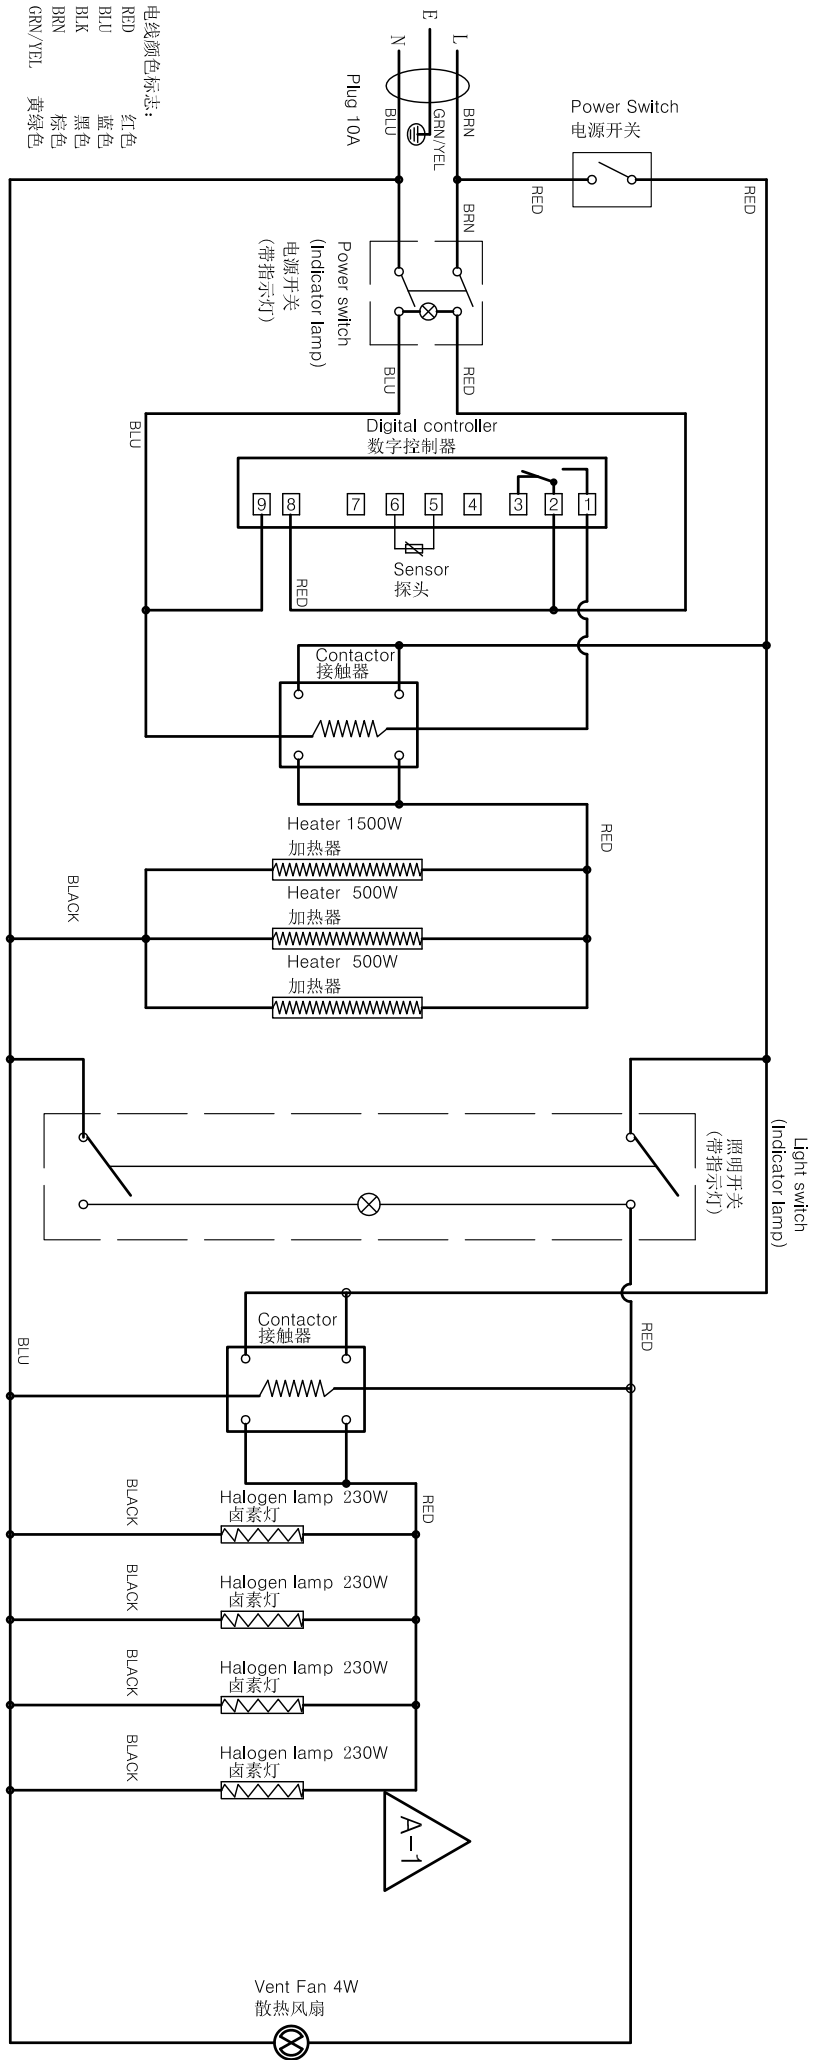 电线颜色标志:
RED 红色
BLU 蓝色
BLK 黑色
BRN 棕色
GRN/YEL 黄绿色
L
E
N
Plug 10A
BRN
GRN/YEL
BLU
Power Switch
电源开关
RED
RED
BRN
Power switch
(Indicator lamp)
电源开关
(带指示灯)
RED
BLU
BLU
Digital controller
数字控制器
9
8
7
6
5
4
3
2
1
Sensor
探头
RED
Contactor
接触器
Heater 1500W
加热器
RED
Heater 500W
加热器
BLACK
Heater 500W
加热器
Light switch
(Indicator lamp)
照明开关
(带指示灯)
Contactor
接触器
RED
BLU
Halogen lamp 230W
卤素灯
RED
BLACK
Halogen lamp 230W
卤素灯
BLACK
Halogen lamp 230W
卤素灯
BLACK
Halogen lamp 230W
卤素灯
BLACK
A-1
Vent Fan 4W
散热风扇